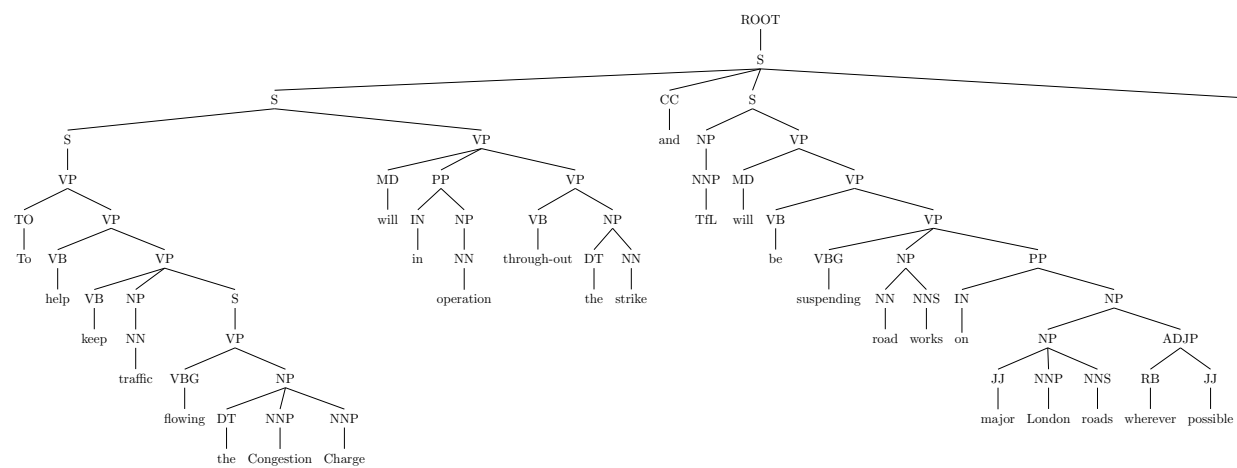 ROOT
S
S CC S
S VP and NP VP
VP MD PP VP NNP MD VP
TO VP will IN NP VB NP TfL will VB VP
To VB VP in NN through-out DT NN be VBG NP PP
help VB NP S operation the strike suspending NN NNS IN NP
keep NN VP road works on NP ADJP
traffic VBG NP JJ NNP NNS RB JJ
flowing DT NNP NNP major London roads wherever possible
the Congestion Charge